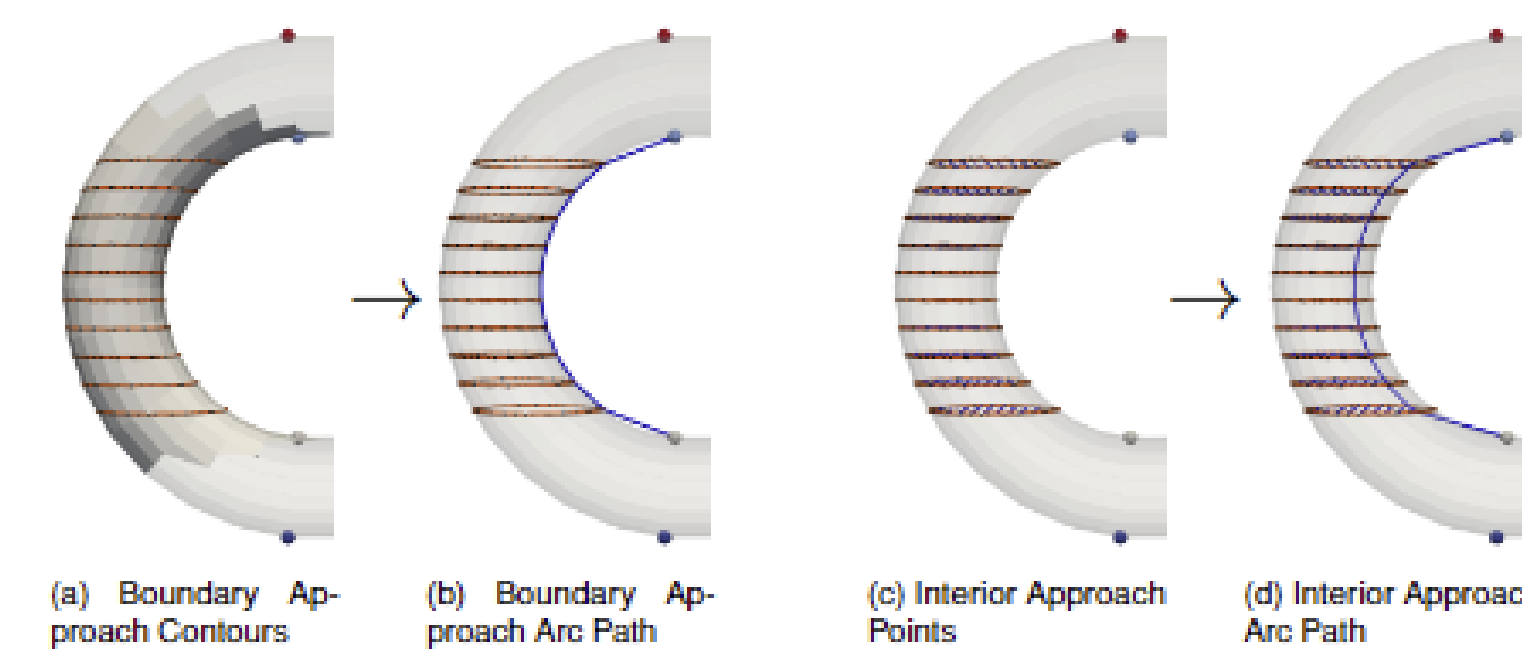 (a) Boundary Ap-
proach Contours
(b) Boundary Ap-
proach Arc Path
(c) Interior Approach
Points
(d) Interior Approac
Arc Path